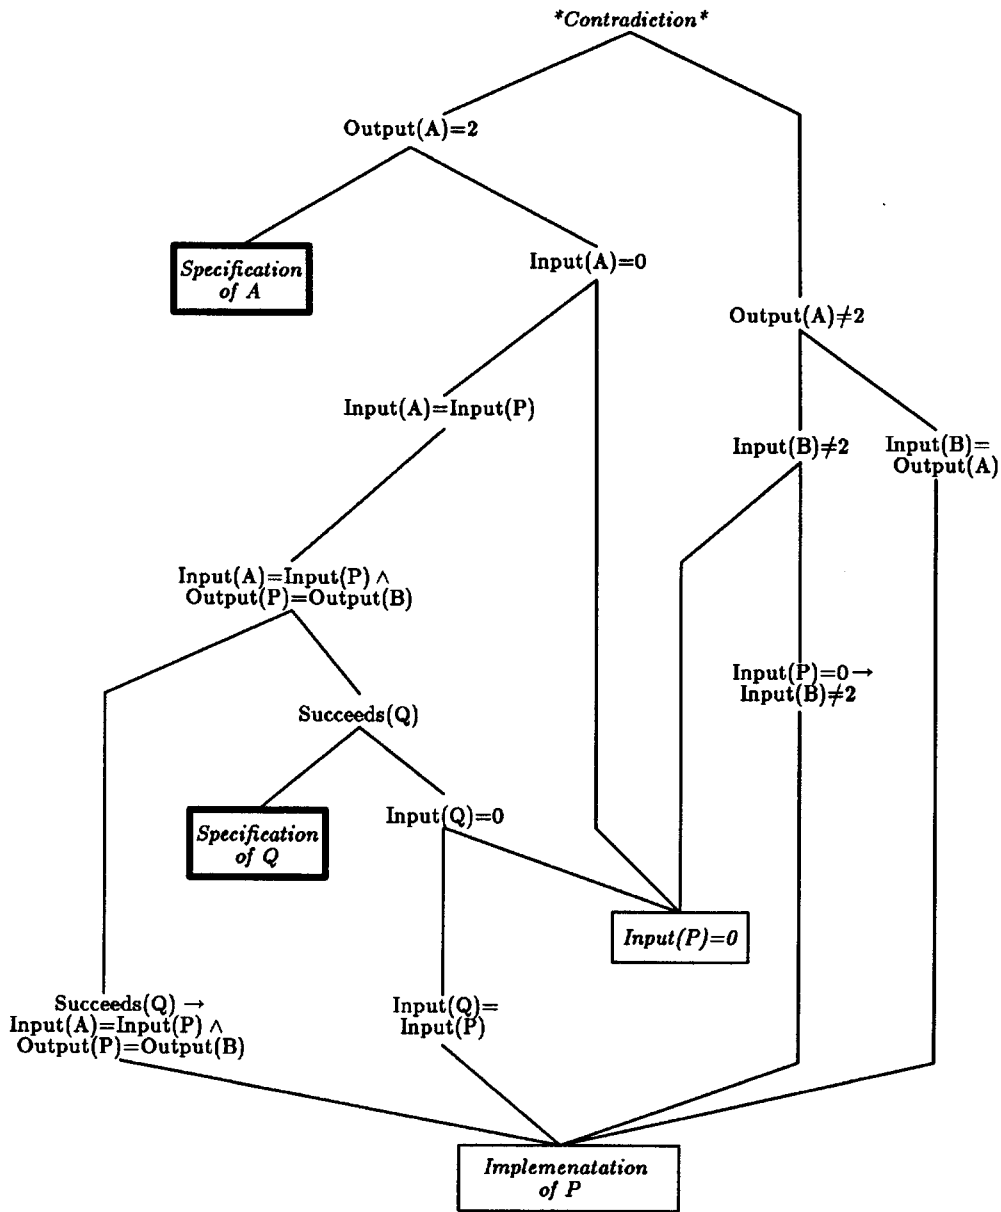 *Contradiction*
Output(A)=2
Specification
of A
Input(A)=0
Output(A)≠2
Input(A)=Input(P)
Input(B)≠2
Input(B)=
Output(A)
Input(A)=Input(P) ∧
Output(P)=Output(B)
Input(P)=0→
Input(B)≠2
Succeeds(Q)
Specification
of Q
Input(Q)=0
Input(P)=0
Succeeds(Q) →
Input(A)=Input(P) ∧
Output(P)=Output(B)
Input(Q)=
Input(P)
Implemenatation
of P